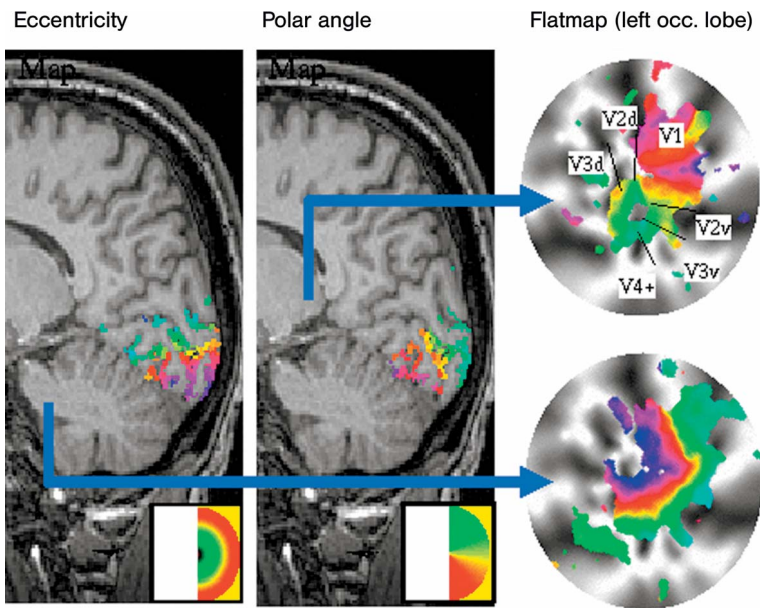 Eccentricity
Polar angle
Flatmap (left occ. lobe)
Map
Map
V2d
V1
V3d
V2v
V3v
V4+